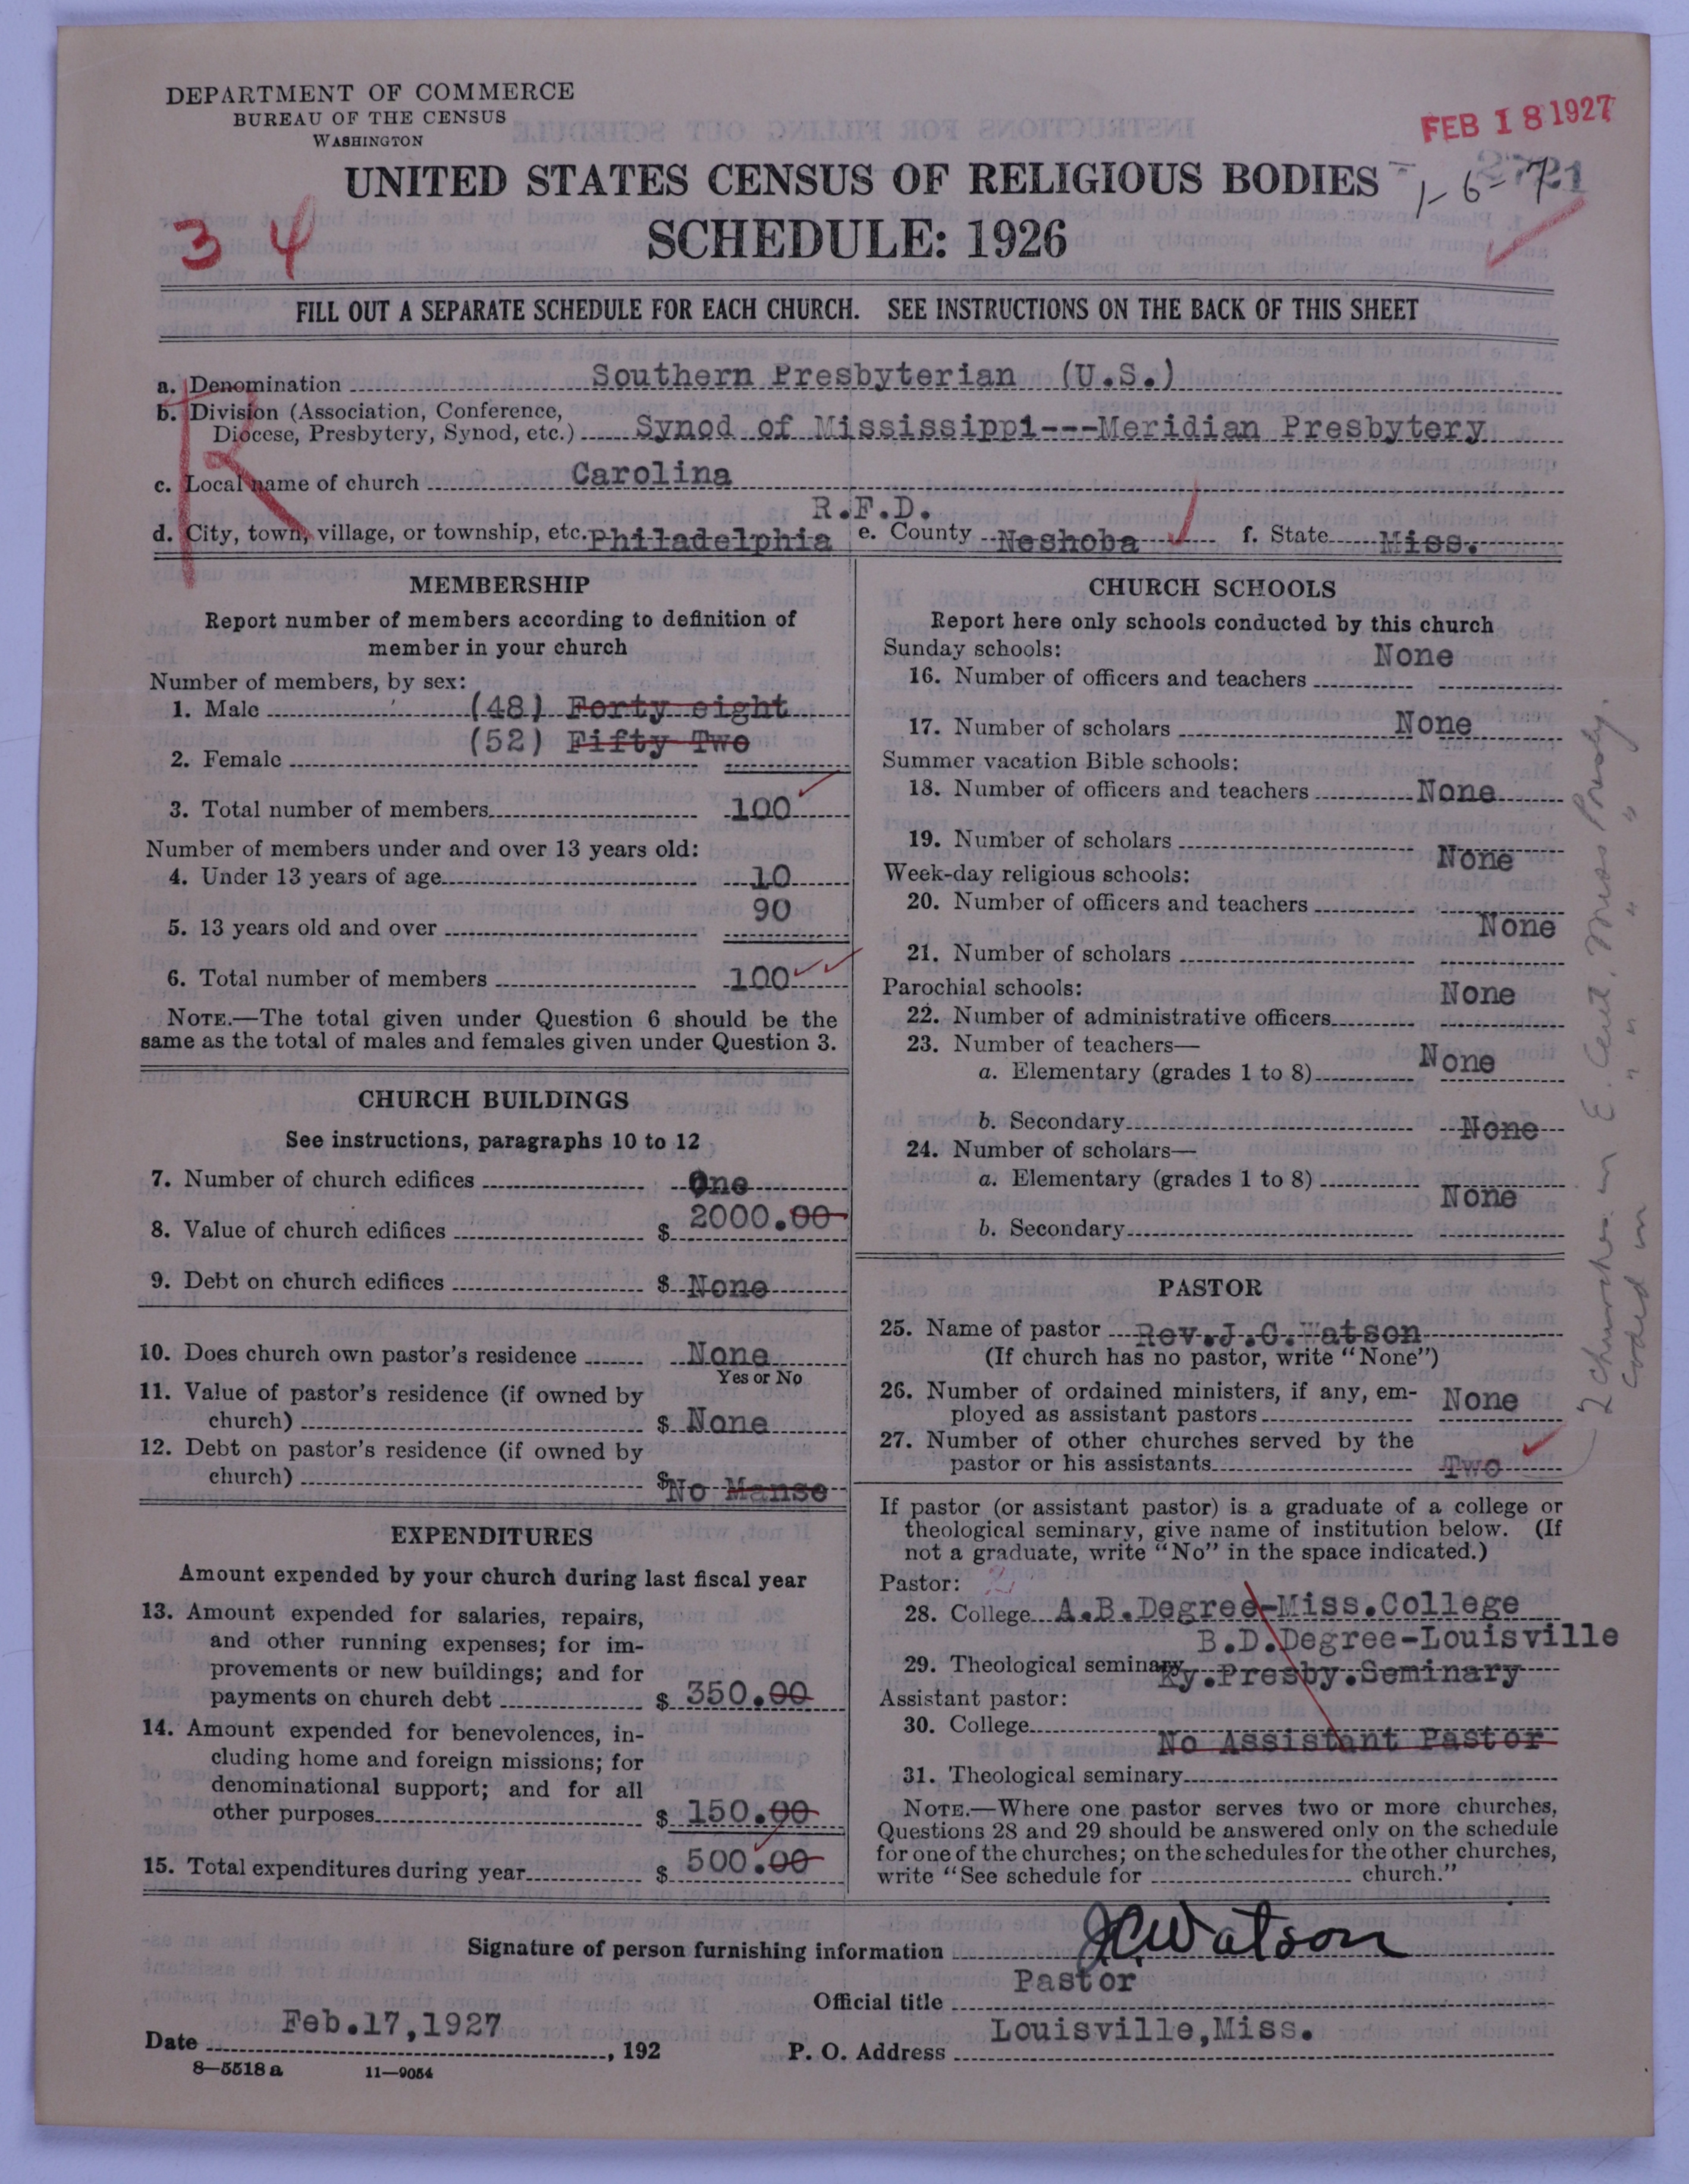 DEPARTMENT OF COMMERCE
BUREAU OF THE CENSUS
WASHINGTON
FEB 18 1927
UNITED STATES CENSUS OF RELIGIOUS BODIES
1-6-7
SCHEDULE: 1926
3 4
FILL OUT A SEPARATE SCHEDULE FOR EACH CHURCH. SEE INSTRUCTIONS ON THE BACK OF THIS SHEET
a. Denomination Southern Presbyterian (U.S.)
b. Division (Association, Conference,
Diocese, Presbytery, Synod, etc.) Synod of Mississippi---Meridian Presbytery
c. Local name of church Carolina
R.F.D.
d. City, town, village, or township, etc. Philadelphia e. County Neshoba f. State Miss.
MEMBERSHIP
Report number of members according to definition of
member in your church
Number of members, by sex:
1. Male (48) Forty eight
2. Female (52) Fifty Two
3. Total number of members 100
Number of members under and over 13 years old:
4. Under 13 years of age 10
5. 13 years old and over 90
6. Total number of members 100
NOTE.—The total given under Question 6 should be the
same as the total of males and females given under Question 3.
CHURCH BUILDINGS
See instructions, paragraphs 10 to 12
7. Number of church edifices One
8. Value of church edifices $ 2000.00
9. Debt on church edifices $ None
10. Does church own pastor's residence None
Yes or No
11. Value of pastor's residence (if owned by
church) $ None
12. Debt on pastor's residence (if owned by
church) $ No Manse
EXPENDITURES
Amount expended by your church during last fiscal year
13. Amount expended for salaries, repairs,
and other running expenses; for im-
provements or new buildings; and for
payments on church debt $ 350.00
14. Amount expended for benevolences, in-
cluding home and foreign missions; for
denominational support; and for all
other purposes $ 150.00
15. Total expenditures during year $ 500.00
CHURCH SCHOOLS
Report here only schools conducted by this church
Sunday schools:
16. Number of officers and teachers None
17. Number of scholars None
Summer vacation Bible schools:
18. Number of officers and teachers None
19. Number of scholars None
Week-day religious schools:
20. Number of officers and teachers None
21. Number of scholars
Parochial schools:
22. Number of administrative officers None
23. Number of teachers—
a. Elementary (grades 1 to 8) None
b. Secondary None
24. Number of scholars—
a. Elementary (grades 1 to 8) None
b. Secondary
PASTOR
25. Name of pastor Rev.J.C.Watson
(If church has no pastor, write "None")
26. Number of ordained ministers, if any, em-
ployed as assistant pastors None
27. Number of other churches served by the
pastor or his assistants Two
If pastor (or assistant pastor) is a graduate of a college or
theological seminary, give name of institution below. (If
not a graduate, write "No" in the space indicated.)
Pastor: 2
28. College A.B.Degree-Miss.College
B.D.Degree-Louisville
29. Theological seminary Ky.Presby.Seminary
Assistant pastor:
30. College
No Assistant Pastor
31. Theological seminary
NOTE.—Where one pastor serves two or more churches,
Questions 28 and 29 should be answered only on the schedule
for one of the churches; on the schedules for the other churches,
write "See schedule for church."
2 churches in E. Cent. Miss Presby.
coded in " " "
Signature of person furnishing information JCWatson
Official title Pastor
Date Feb.17,1927, 192
P. O. Address Louisville,Miss.
8—5518 a 11—9054